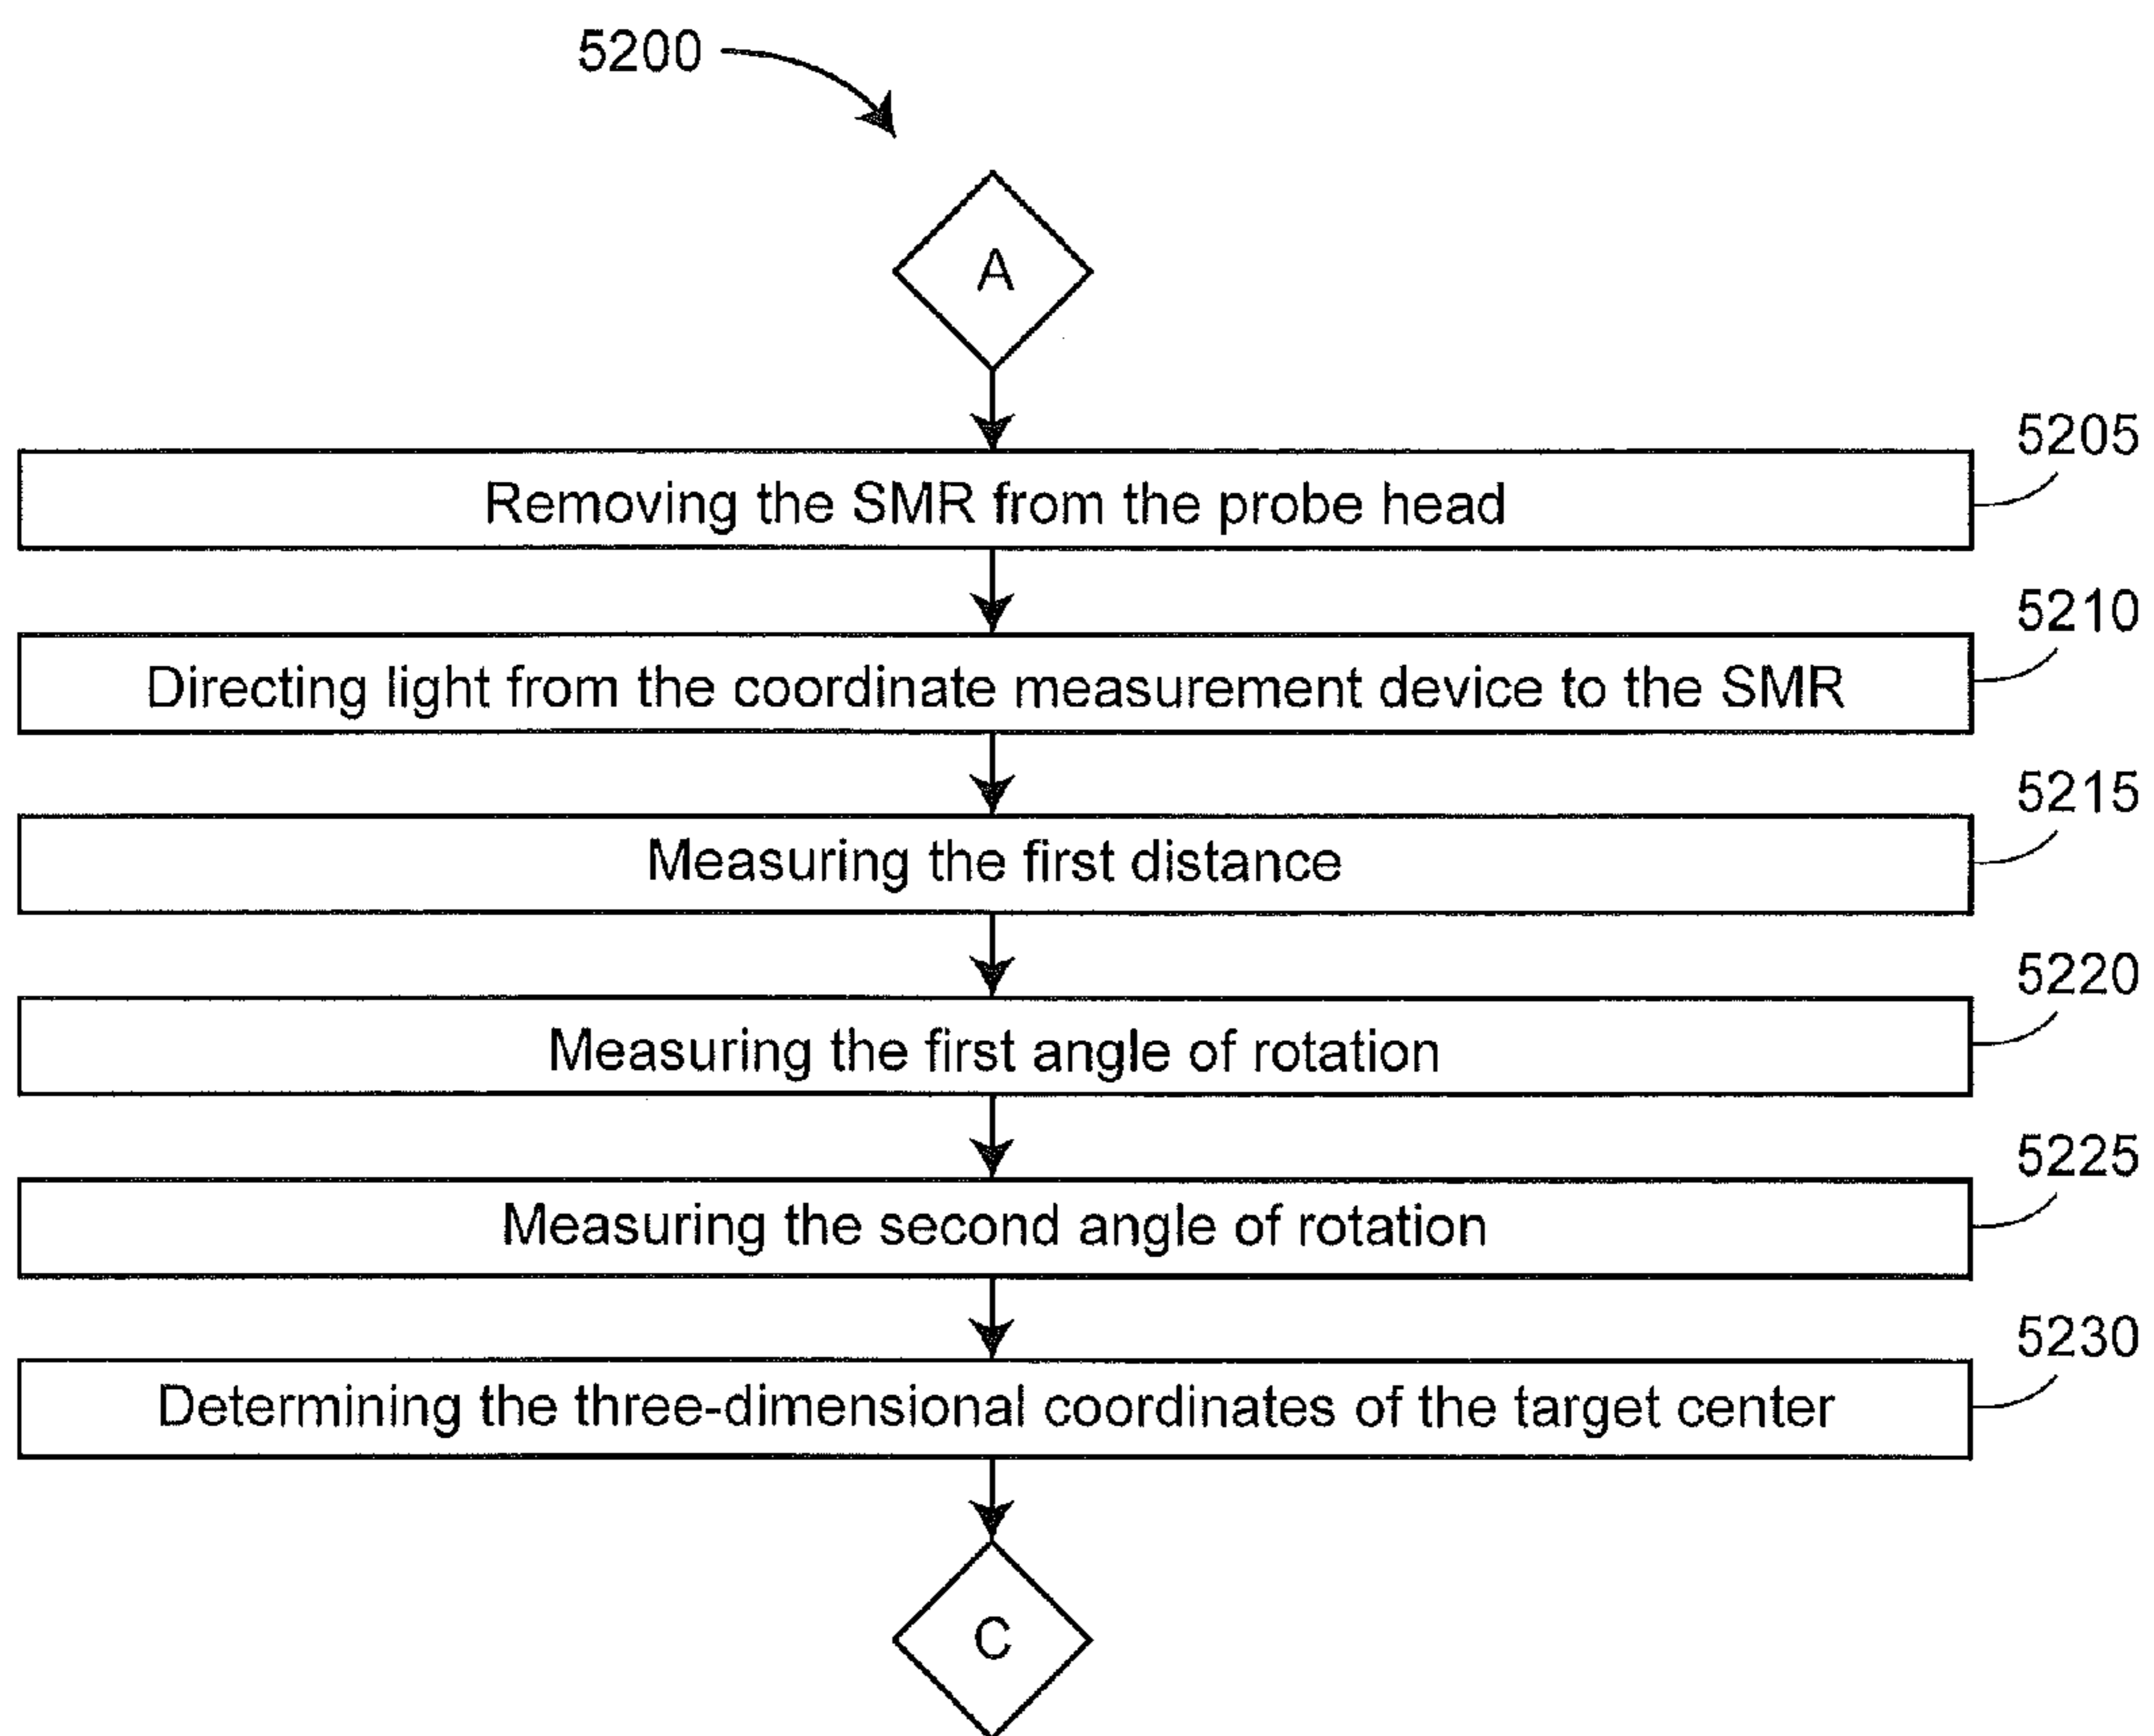 5200
A
5205
Removing the SMR from the probe head
5210
Directing light from the coordinate measurement device to the SMR
5215
Measuring the first distance
5220
Measuring the first angle of rotation
5225
Measuring the second angle of rotation
5230
Determining the three-dimensional coordinates of the target center
C